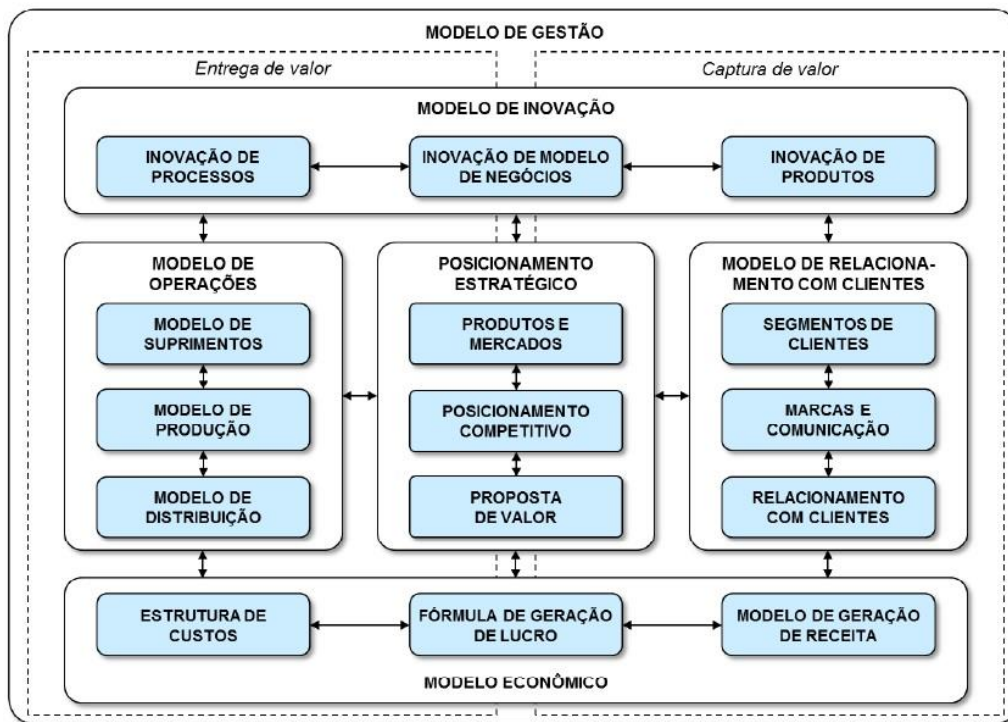 MODELO DE GESTÃO
Entrega de valor
Captura de valor
MODELO DE INOVAÇÃO
INOVAÇÃO DE
PROCESSOS
INOVAÇÃO DE MODELO
DE NEGÓCIOS
INOVAÇÃO DE
PRODUTOS
MODELO DE
OPERAÇÕES
MODELO DE
SUPRIMENTOS
MODELO DE
PRODUÇÃO
MODELO DE
DISTRIBUIÇÃO
POSICIONAMENTO
ESTRATÉGICO
PRODUTOS E
MERCADOS
POSICIONAMENTO
COMPETITIVO
PROPOSTA
DE VALOR
MODELO DE RELACIONA-
MENTO COM CLIENTES
SEGMENTOS DE
CLIENTES
MARCAS E
COMUNICAÇÃO
RELACIONAMENTO
COM CLIENTES
ESTRUTURA DE
CUSTOS
FÓRMULA DE GERAÇÃO
DE LUCRO
MODELO DE GERAÇÃO
DE RECEITA
MODELO ECONÔMICO